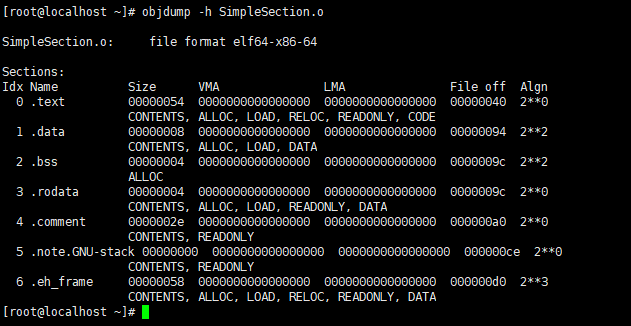 [root@localhost ~]# objdump -h SimpleSection.o
SimpleSection.o:     file format elf64-x86-64
Sections:
Idx Name          Size      VMA               LMA               File off  Algn
  0 .text         00000054  0000000000000000  0000000000000000  00000040  2**0
                  CONTENTS, ALLOC, LOAD, RELOC, READONLY, CODE
  1 .data         00000008  0000000000000000  0000000000000000  00000094  2**2
                  CONTENTS, ALLOC, LOAD, DATA
  2 .bss          00000004  0000000000000000  0000000000000000  0000009c  2**2
                  ALLOC
  3 .rodata       00000004  0000000000000000  0000000000000000  0000009c  2**0
                  CONTENTS, ALLOC, LOAD, READONLY, DATA
  4 .comment      0000002e  0000000000000000  0000000000000000  000000a0  2**0
                  CONTENTS, READONLY
  5 .note.GNU-stack 00000000  0000000000000000  0000000000000000  000000ce  2**0
                  CONTENTS, READONLY
  6 .eh_frame     00000058  0000000000000000  0000000000000000  000000d0  2**3
                  CONTENTS, ALLOC, LOAD, RELOC, READONLY, DATA
[root@localhost ~]#